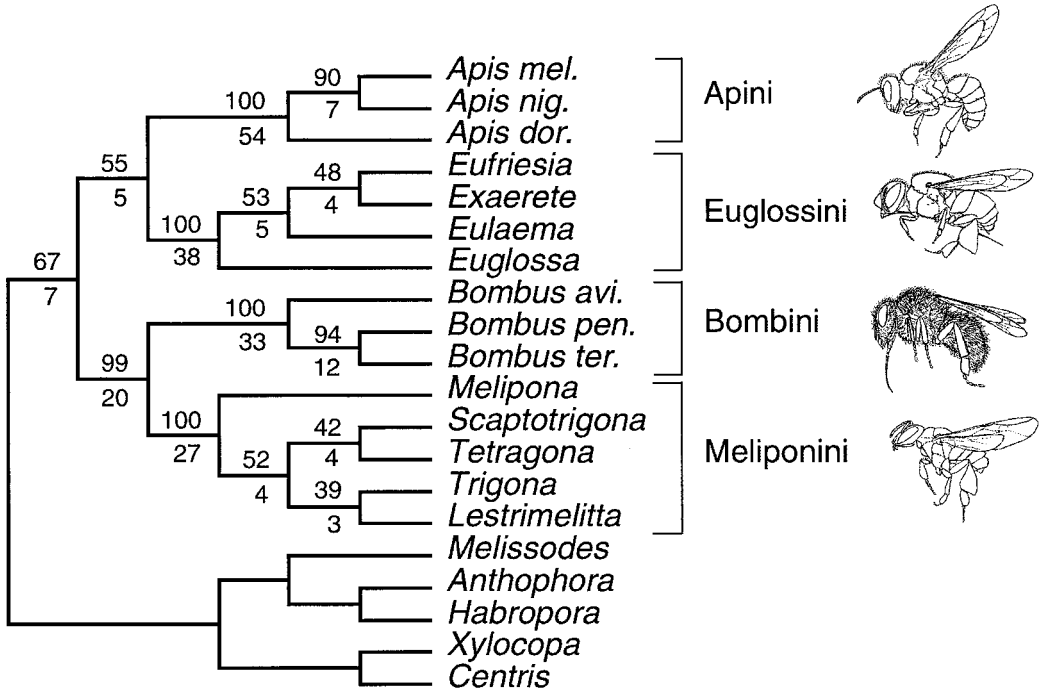 Apis mel.
90
Apis nig.
7
100
Apis dor.
54
Apini
Eufriesia
48
55
Exaerete
4
5
53
Eulaema
5
100
38
Euglossa
Euglossini
67
7
Bombus avi.
100
33
Bombus pen.
94
Bombus ter.
12
Bombini
99
20
Melipona
100
27
Scaptotrigona
42
Tetragona
4
52
4
Trigona
39
Lestrimelitta
3
Meliponini
Melissodes
Anthophora
Habropora
Xylocopa
Centris